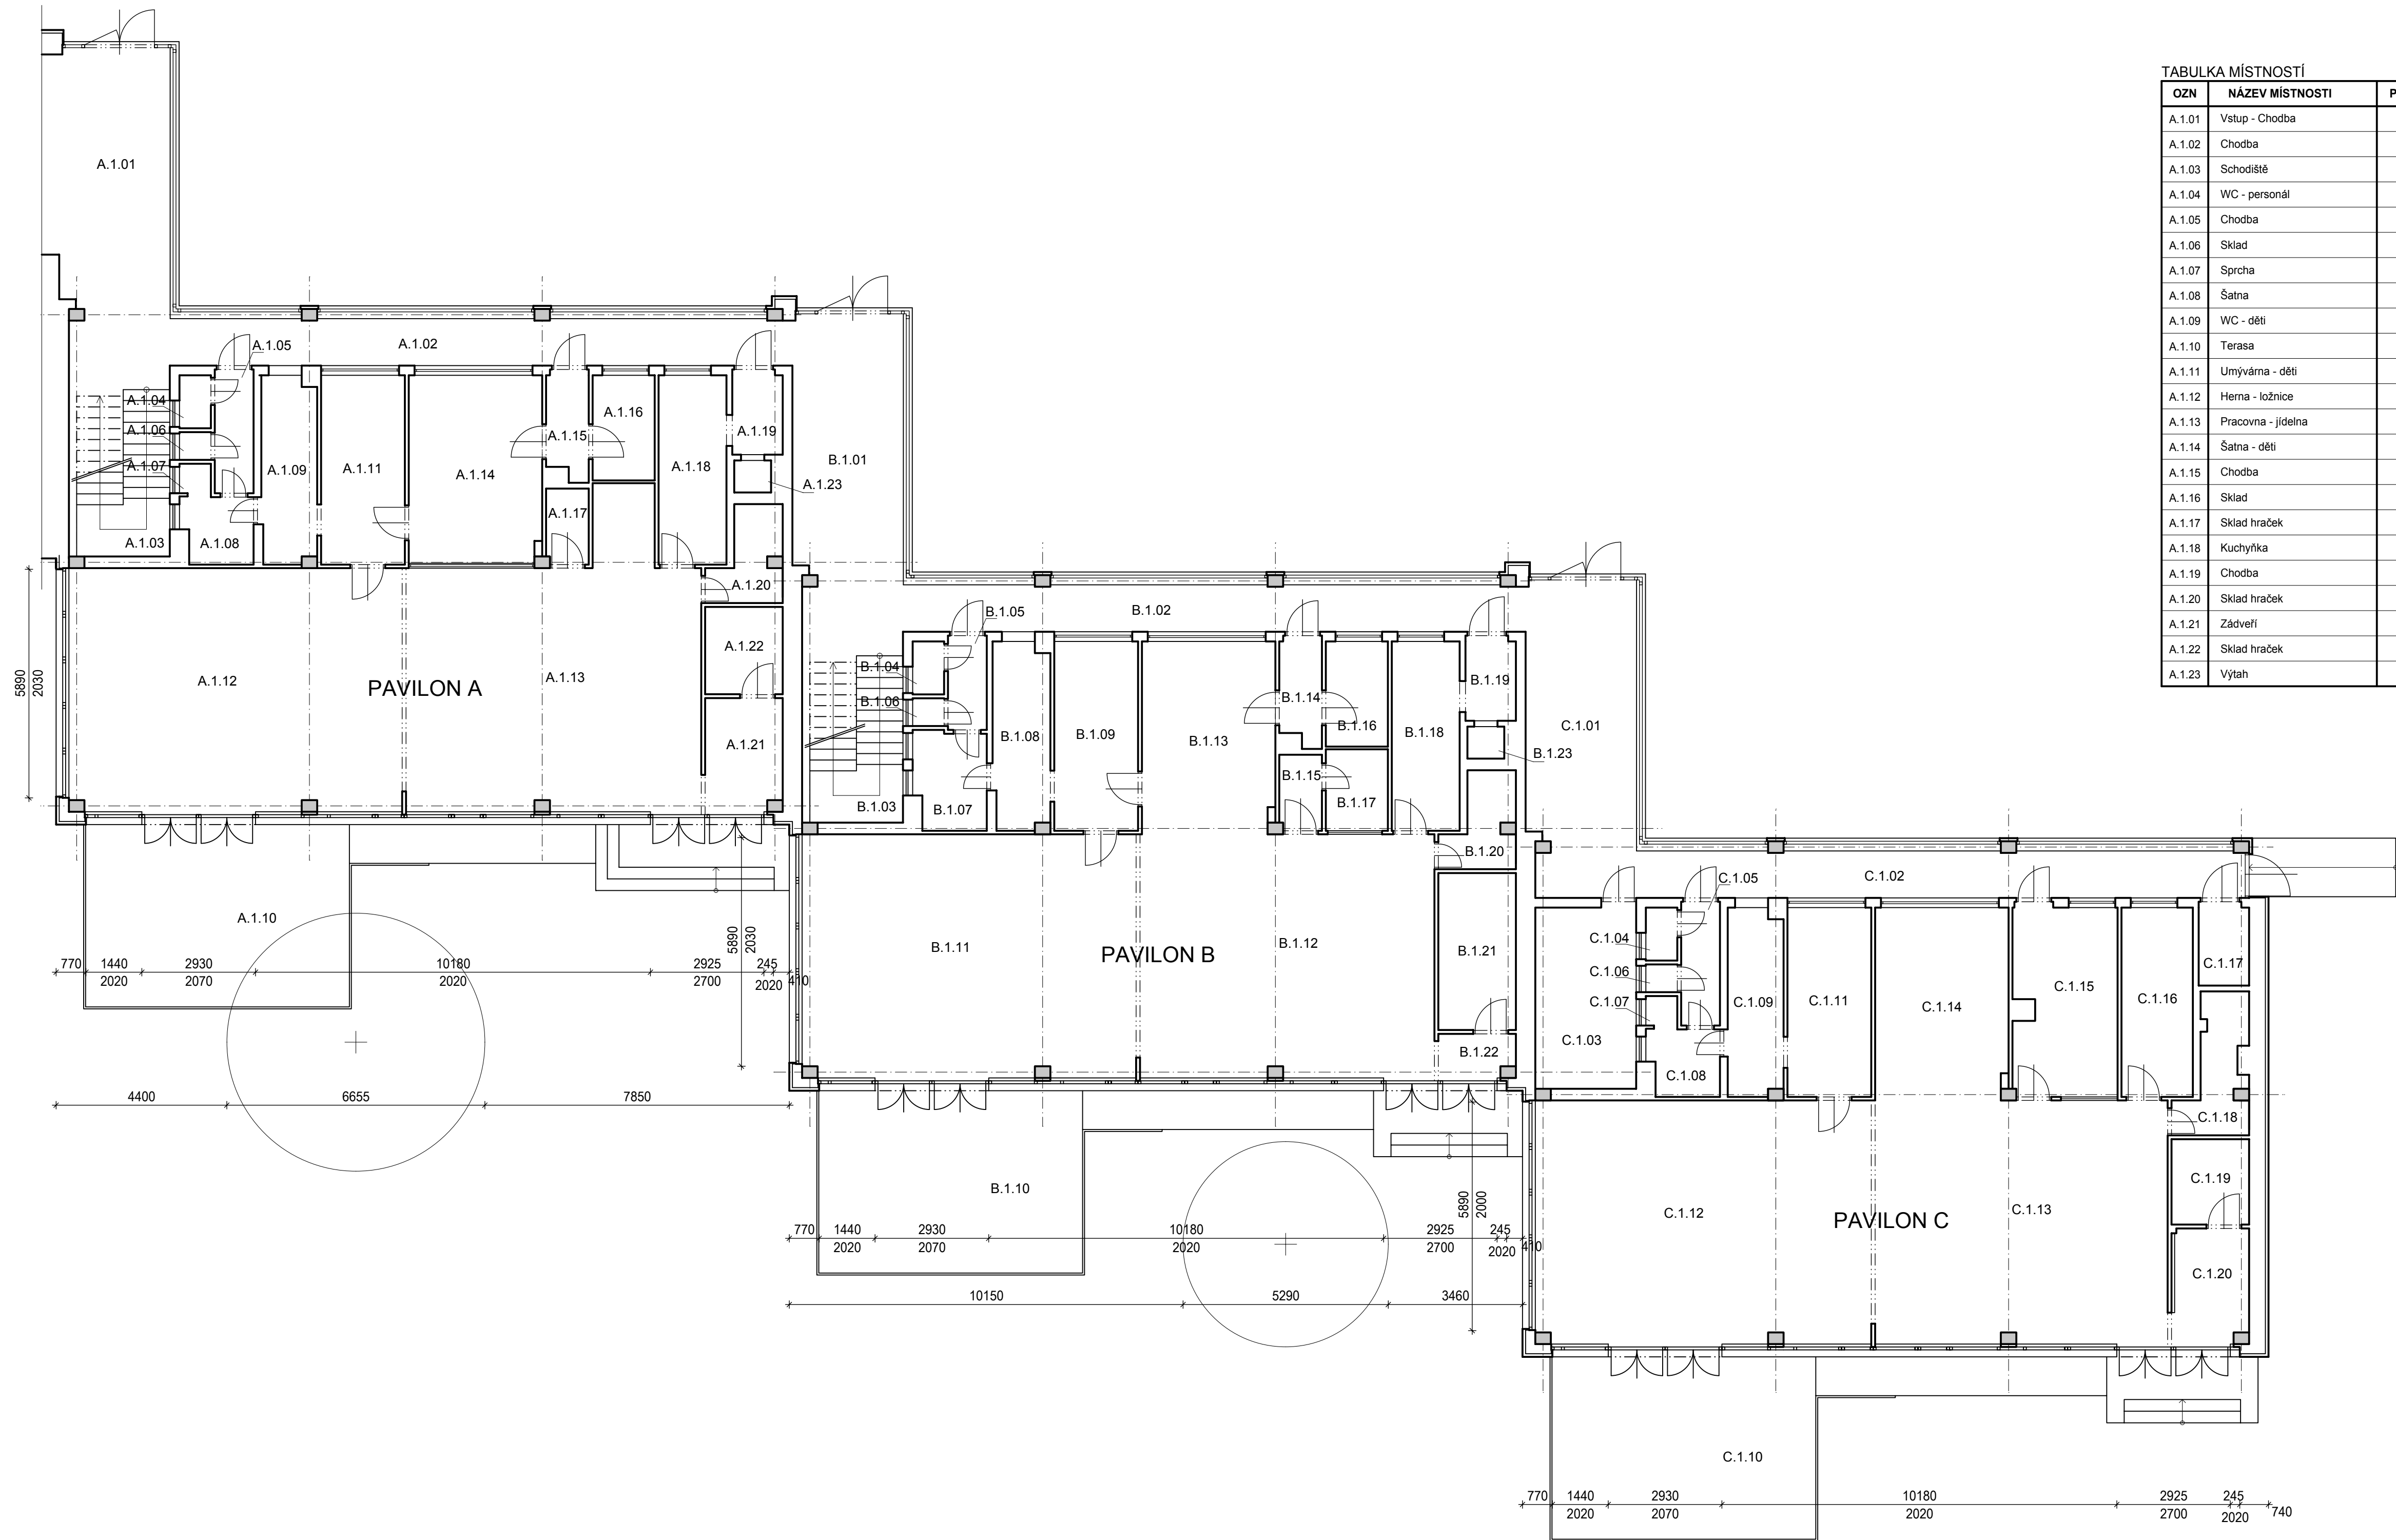 TABULKA MÍSTNOSTÍ
OZN NÁZEV MÍSTNOSTI P
A.1.01 Vstup - Chodba
A.1.02 Chodba
A.1.03 Schodiště
A.1.04 WC - personál
A.1.05 Chodba
A.1.06 Sklad
A.1.07 Sprcha
A.1.08 Šatna
A.1.09 WC - děti
A.1.10 Terasa
A.1.11 Umývárna - děti
A.1.12 Herna - ložnice
A.1.13 Pracovna - jídelna
A.1.14 Šatna - děti
A.1.15 Chodba
A.1.16 Sklad
A.1.17 Sklad hraček
A.1.18 Kuchyňka
A.1.19 Chodba
A.1.20 Sklad hraček
A.1.21 Zádveří
A.1.22 Sklad hraček
A.1.23 Výtah
A.1.01
A.1.02
A.1.05
A.1.04
A.1.06
A.1.07
A.1.03
A.1.08
A.1.09
A.1.11
A.1.14
A.1.15
A.1.16
A.1.17
A.1.18
A.1.19
A.1.23
A.1.20
A.1.22
A.1.21
A.1.12
PAVILON A
A.1.13
A.1.10
5890
2030
770 1440 2930 10180 2925 245
2020 2070 2020 2700 2020 410
4400 6655 7850
5890
2030
B.1.01
B.1.02
B.1.05
B.1.04
B.1.06
B.1.03
B.1.07
B.1.08
B.1.09
B.1.13
B.1.14
B.1.15
B.1.16
B.1.17
B.1.18
B.1.19
B.1.23
B.1.20
B.1.21
B.1.22
B.1.11
PAVILON B
B.1.12
B.1.10
770 1440 2930 10180 2925 245
2020 2070 2020 2700 2020 410
10150 5290 3460
5890
2000
C.1.01
C.1.02
C.1.05
C.1.04
C.1.06
C.1.07
C.1.03
C.1.08
C.1.09
C.1.11
C.1.14
C.1.15
C.1.16
C.1.17
C.1.18
C.1.19
C.1.20
C.1.12
PAVILON C
C.1.13
C.1.10
770 1440 2930 10180 2925 245
2020 2070 2020 2700 2020 740